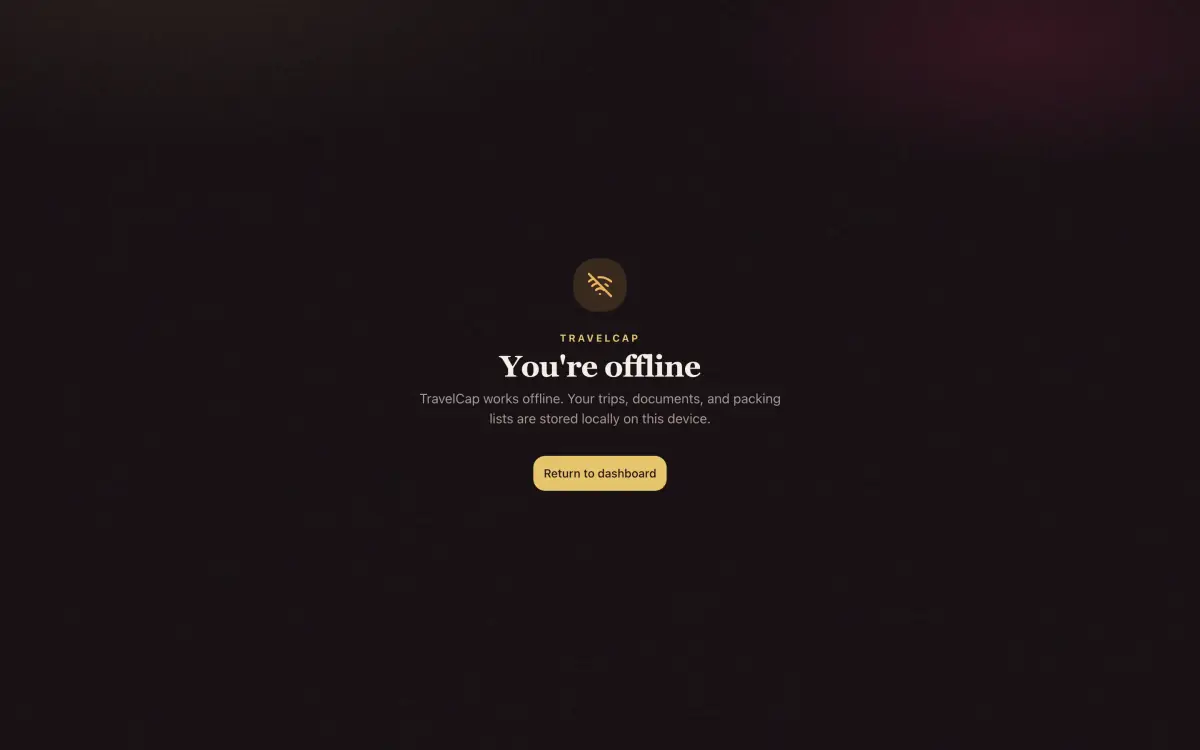 TRAVELCAP
You're offline
TravelCap works offline. Your trips, documents, and packing
lists are stored locally on this device.
Return to dashboard